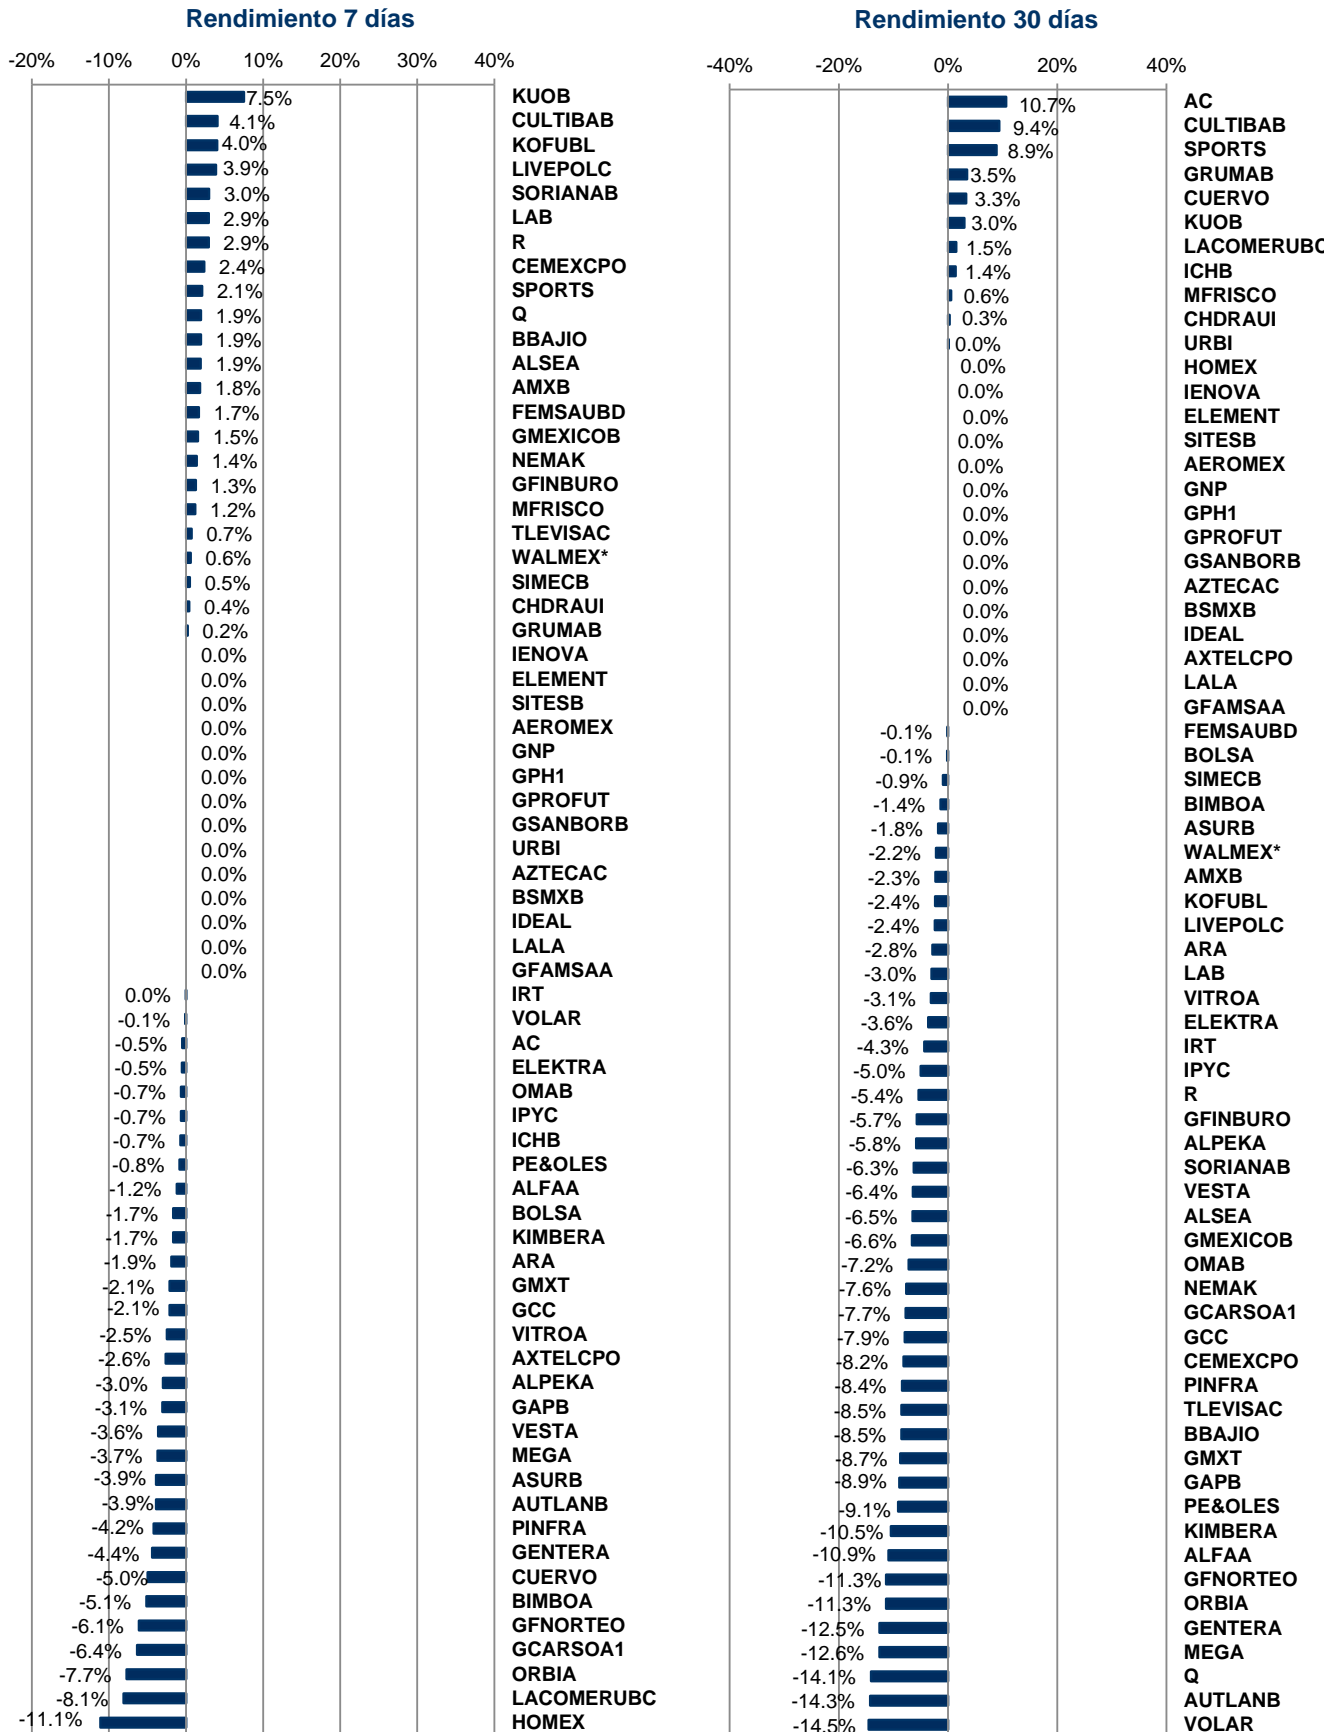 Rendimiento 7 días
-20% -10% 0% 10% 20% 30% 40%
7.5% KUOB
4.1% CULTIBAB
4.0% KOFUBL
3.9% LIVEPOLC
3.0% SORIANAB
2.9% LAB
2.9% R
2.4% CEMEXCPO
2.1% SPORTS
1.9% Q
1.9% BBAJIO
1.9% ALSEA
1.8% AMXB
1.7% FEMSAUBD
1.5% GMEXICOB
1.4% NEMAK
1.3% GFINBURO
1.2% MFRISCO
0.7% TLEVISAC
0.6% WALMEX*
0.5% SIMECB
0.4% CHDRAUI
0.2% GRUMAB
0.0% IENOVA
0.0% ELEMENT
0.0% SITESB
0.0% AEROMEX
0.0% GNP
0.0% GPH1
0.0% GPROFUT
0.0% GSANBORB
0.0% URBI
0.0% AZTECAC
0.0% BSMXB
0.0% IDEAL
0.0% LALA
0.0% GFAMSAA
0.0% IRT
-0.1% VOLAR
-0.5% AC
-0.5% ELEKTRA
-0.7% OMAB
-0.7% IPYC
-0.7% ICHB
-0.8% PE&OLES
-1.2% ALFAA
-1.7% BOLSA
-1.7% KIMBERA
-1.9% ARA
-2.1% GMXT
-2.1% GCC
-2.5% VITROA
-2.6% AXTELCPO
-3.0% ALPEKA
-3.1% GAPB
-3.6% VESTA
-3.7% MEGA
-3.9% ASURB
-3.9% AUTLANB
-4.2% PINFRA
-4.4% GENTERA
-5.0% CUERVO
-5.1% BIMBOA
-6.1% GFNORTEO
-6.4% GCARSOA1
-7.7% ORBIA
-8.1% LACOMERUBC
-11.1% HOMEX
Rendimiento 30 días
-40% -20% 0% 20% 40%
10.7% AC
9.4% CULTIBAB
8.9% SPORTS
3.5% GRUMAB
3.3% CUERVO
3.0% KUOB
1.5% LACOMERUBC
1.4% ICHB
0.6% MFRISCO
0.3% CHDRAUI
0.0% URBI
0.0% HOMEX
0.0% IENOVA
0.0% ELEMENT
0.0% SITESB
0.0% AEROMEX
0.0% GNP
0.0% GPH1
0.0% GPROFUT
0.0% GSANBORB
0.0% AZTECAC
0.0% BSMXB
0.0% IDEAL
0.0% AXTELCPO
0.0% LALA
0.0% GFAMSAA
-0.1% FEMSAUBD
-0.1% BOLSA
-0.9% SIMECB
-1.4% BIMBOA
-1.8% ASURB
-2.2% WALMEX*
-2.3% AMXB
-2.4% KOFUBL
-2.4% LIVEPOLC
-2.8% ARA
-3.0% LAB
-3.1% VITROA
-3.6% ELEKTRA
-4.3% IRT
-5.0% IPYC
-5.4% R
-5.7% GFINBURO
-5.8% ALPEKA
-6.3% SORIANAB
-6.4% VESTA
-6.5% ALSEA
-6.6% GMEXICOB
-7.2% OMAB
-7.6% NEMAK
-7.7% GCARSOA1
-7.9% GCC
-8.2% CEMEXCPO
-8.4% PINFRA
-8.5% TLEVISAC
-8.5% BBAJIO
-8.7% GMXT
-8.9% GAPB
-9.1% PE&OLES
-10.5% KIMBERA
-10.9% ALFAA
-11.3% GFNORTEO
-11.3% ORBIA
-12.5% GENTERA
-12.6% MEGA
-14.1% Q
-14.3% AUTLANB
-14.5% VOLAR